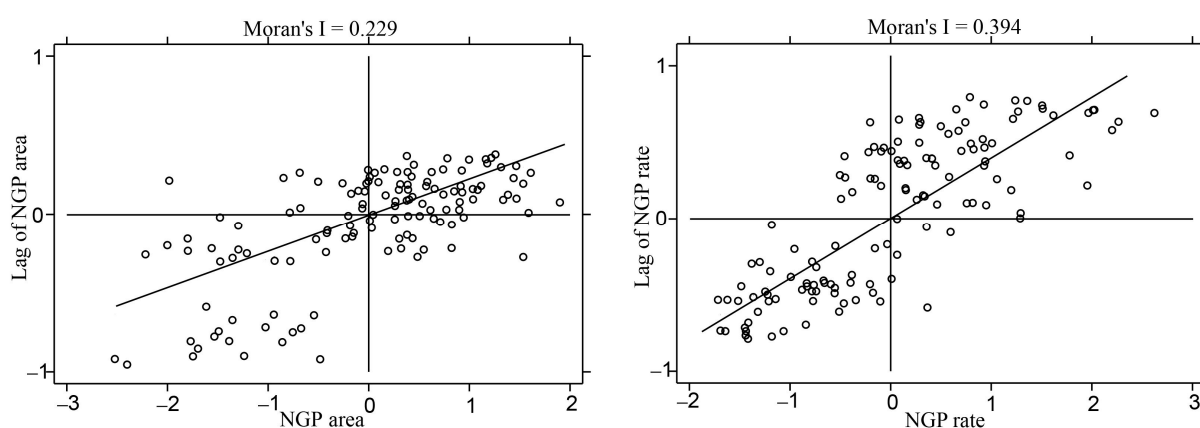 Moran's I = 0.229
1
0
−1
Lag of NGP area
−3 −2 −1 0 1 2
NGP area
Moran's I = 0.394
1
0
−1
Lag of NGP rate
−2 −1 0 1 2 3
NGP rate